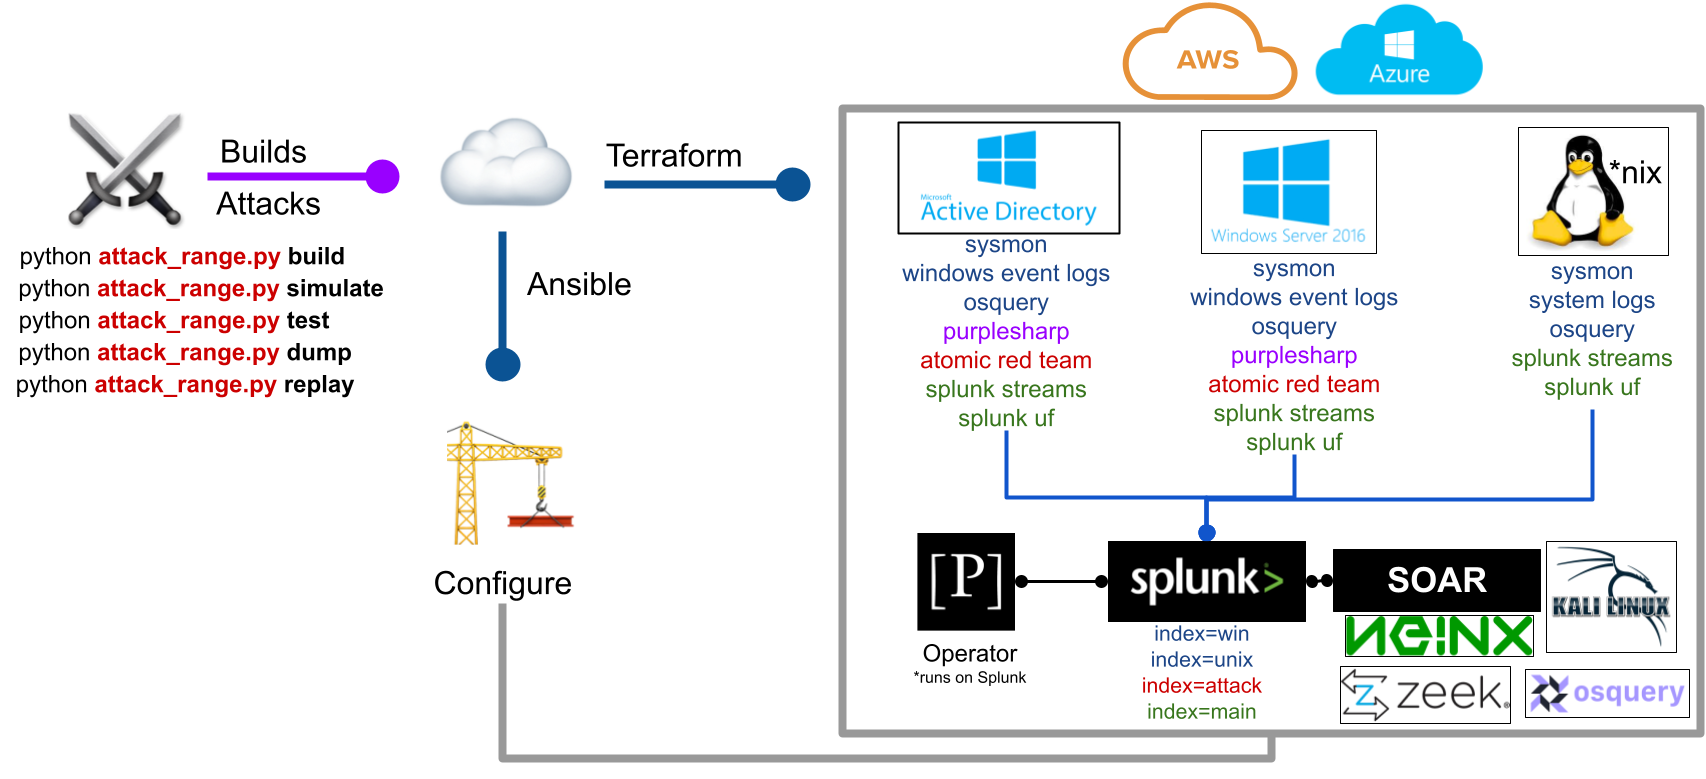 AWS
Azure
Builds
Attacks
python attack_range.py build
python attack_range.py simulate
python attack_range.py test
python attack_range.py dump
python attack_range.py replay
Terraform
Ansible
Configure
Microsoft
Active Directory
sysmon
windows event logs
osquery
purplesharp
atomic red team
splunk streams
splunk uf
Windows Server 2016
sysmon
windows event logs
osquery
purplesharp
atomic red team
splunk streams
splunk uf
*nix
sysmon
system logs
osquery
splunk streams
splunk uf
[P]
Operator
*runs on Splunk
splunk>
index=win
index=unix
index=attack
index=main
SOAR
KALI LINUX
NGINX
zeek
osquery